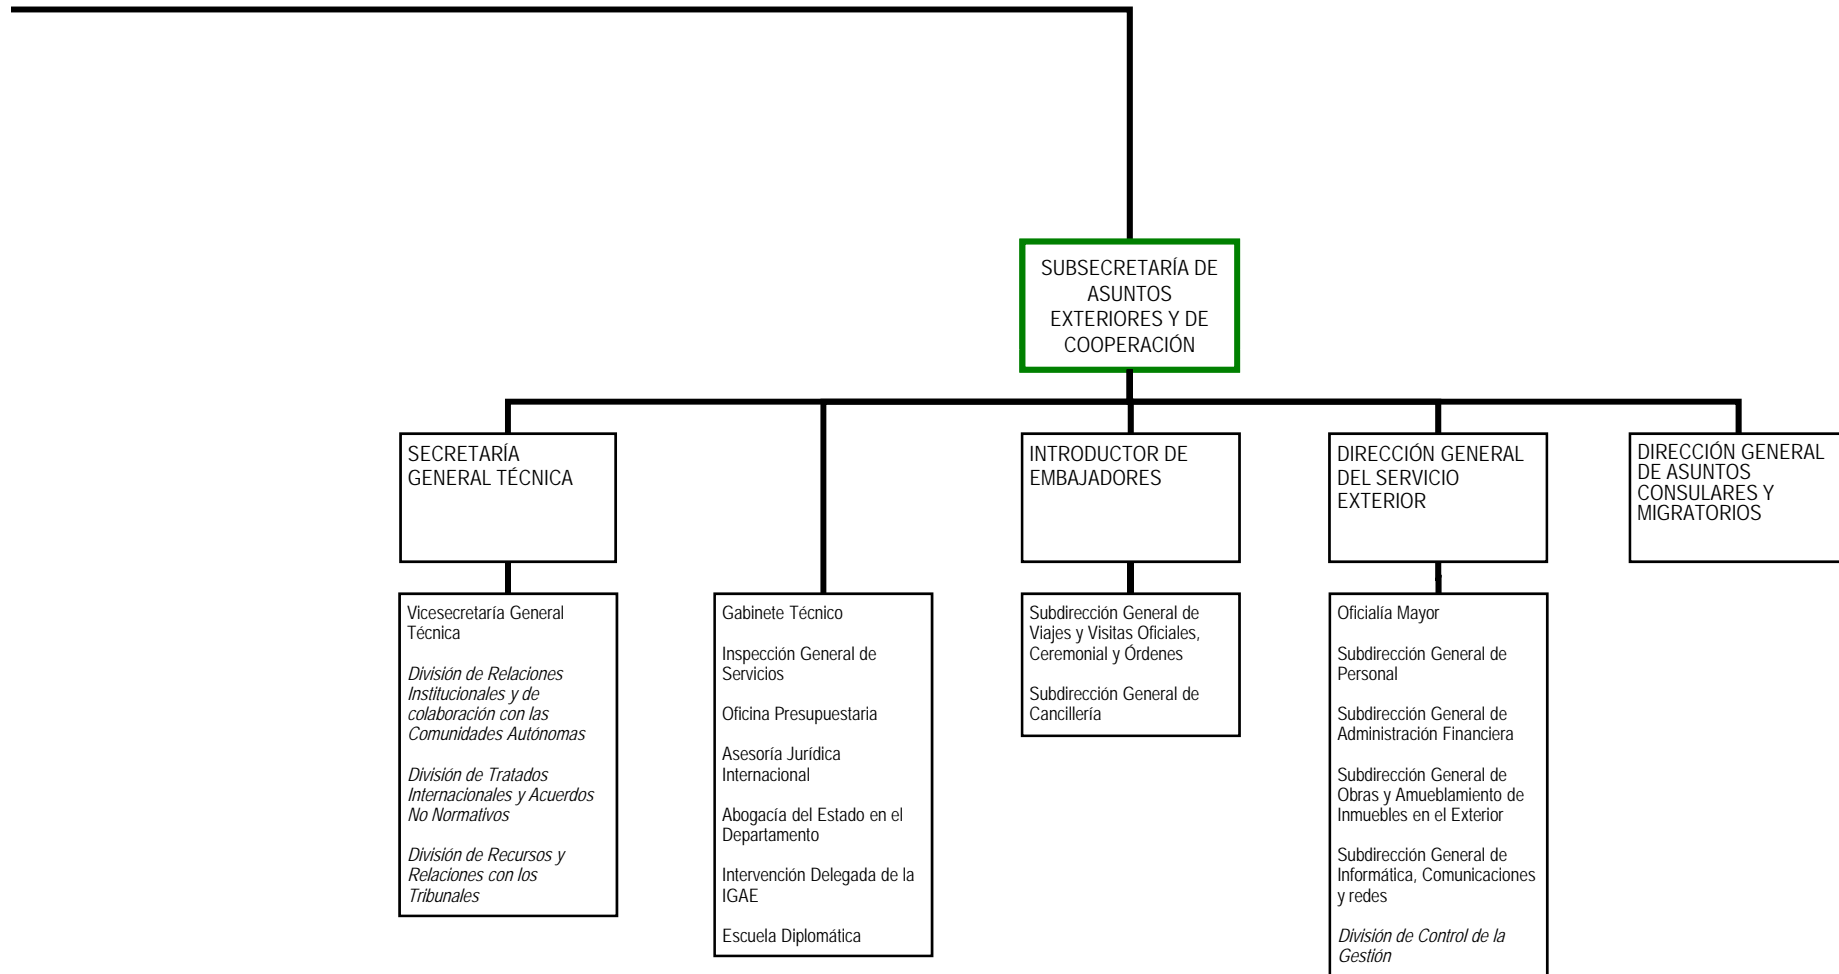 SUBSECRETARÍA DE
ASUNTOS
EXTERIORES Y DE
COOPERACIÓN
SECRETARÍA
GENERAL TÉCNICA
INTRODUCTOR DE
EMBAJADORES
DIRECCIÓN GENERAL
DEL SERVICIO
EXTERIOR
DIRECCIÓN GENERAL
DE ASUNTOS
CONSULARES Y
MIGRATORIOS
Vicesecretaría General
Técnica
División de Relaciones
Institucionales y de
colaboración con las
Comunidades Autónomas
División de Tratados
Internacionales y Acuerdos
No Normativos
División de Recursos y
Relaciones con los
Tribunales
Gabinete Técnico
Inspección General de
Servicios
Oficina Presupuestaria
Asesoría Jurídica
Internacional
Abogacía del Estado en el
Departamento
Intervención Delegada de la
IGAE
Escuela Diplomática
Subdirección General de
Viajes y Visitas Oficiales,
Ceremonial y Órdenes
Subdirección General de
Cancillería
Oficialía Mayor
Subdirección General de
Personal
Subdirección General de
Administración Financiera
Subdirección General de
Obras y Amueblamiento de
Inmuebles en el Exterior
Subdirección General de
Informática, Comunicaciones
y redes
División de Control de la
Gestión